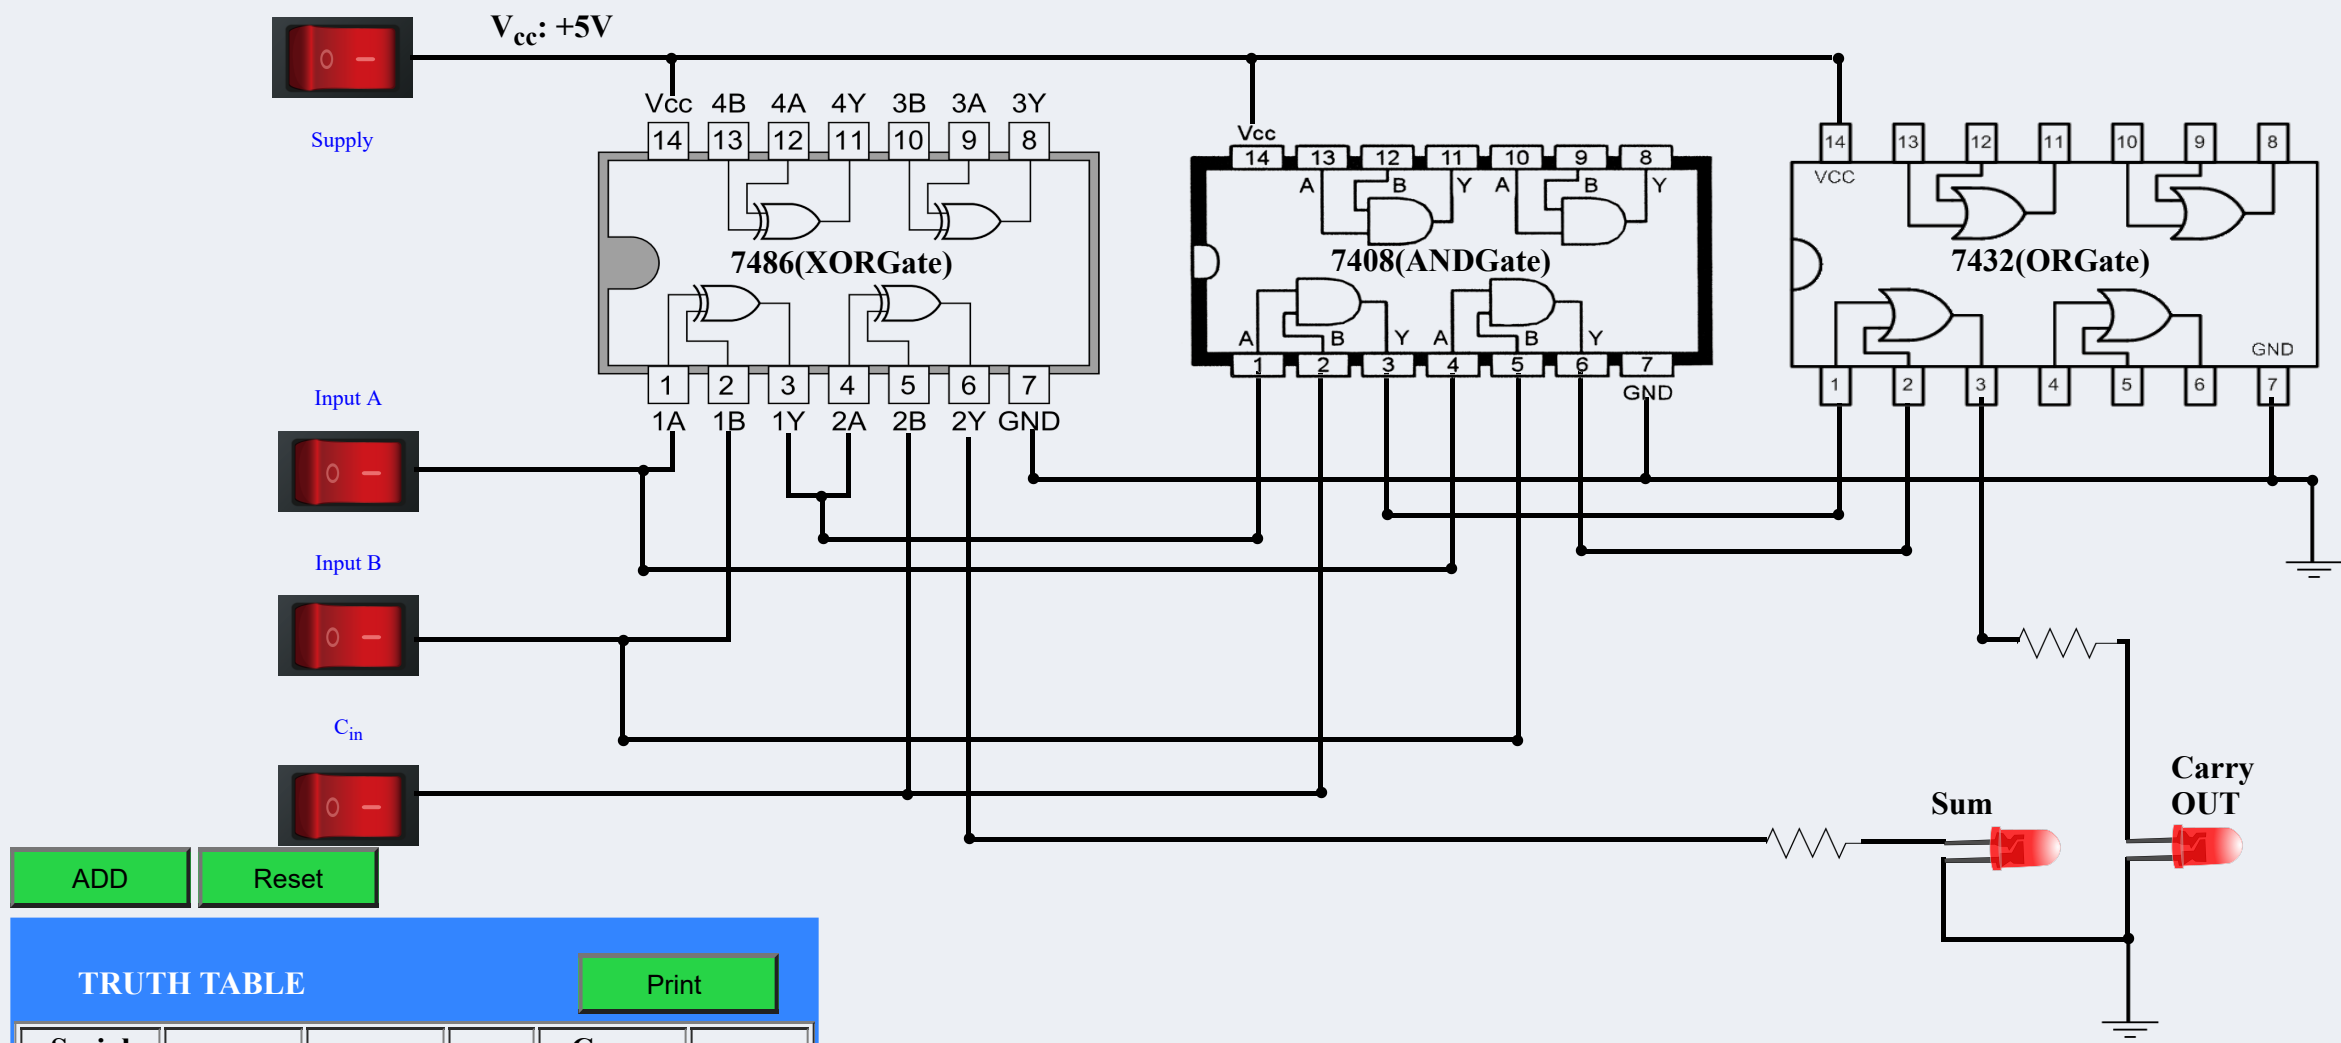 Vcc: +5V
Supply
Vcc 4B 4A 4Y 3B 3A 3Y
14 13 12 11 10 9 8
7486(XORGate)
1 2 3 4 5 6 7
1A 1B 1Y 2A 2B 2Y GND
Vcc
14 13 12 11 10 9 8
A B Y A B Y
7408(ANDGate)
A B Y A B Y
1 2 3 4 5 6 7
GND
14 13 12 11 10 9 8
VCC
7432(ORGate)
GND
1 2 3 4 5 6 7
Input A
Input B
Cin
Sum
Carry
OUT
ADD
Reset
TRUTH TABLE
Print